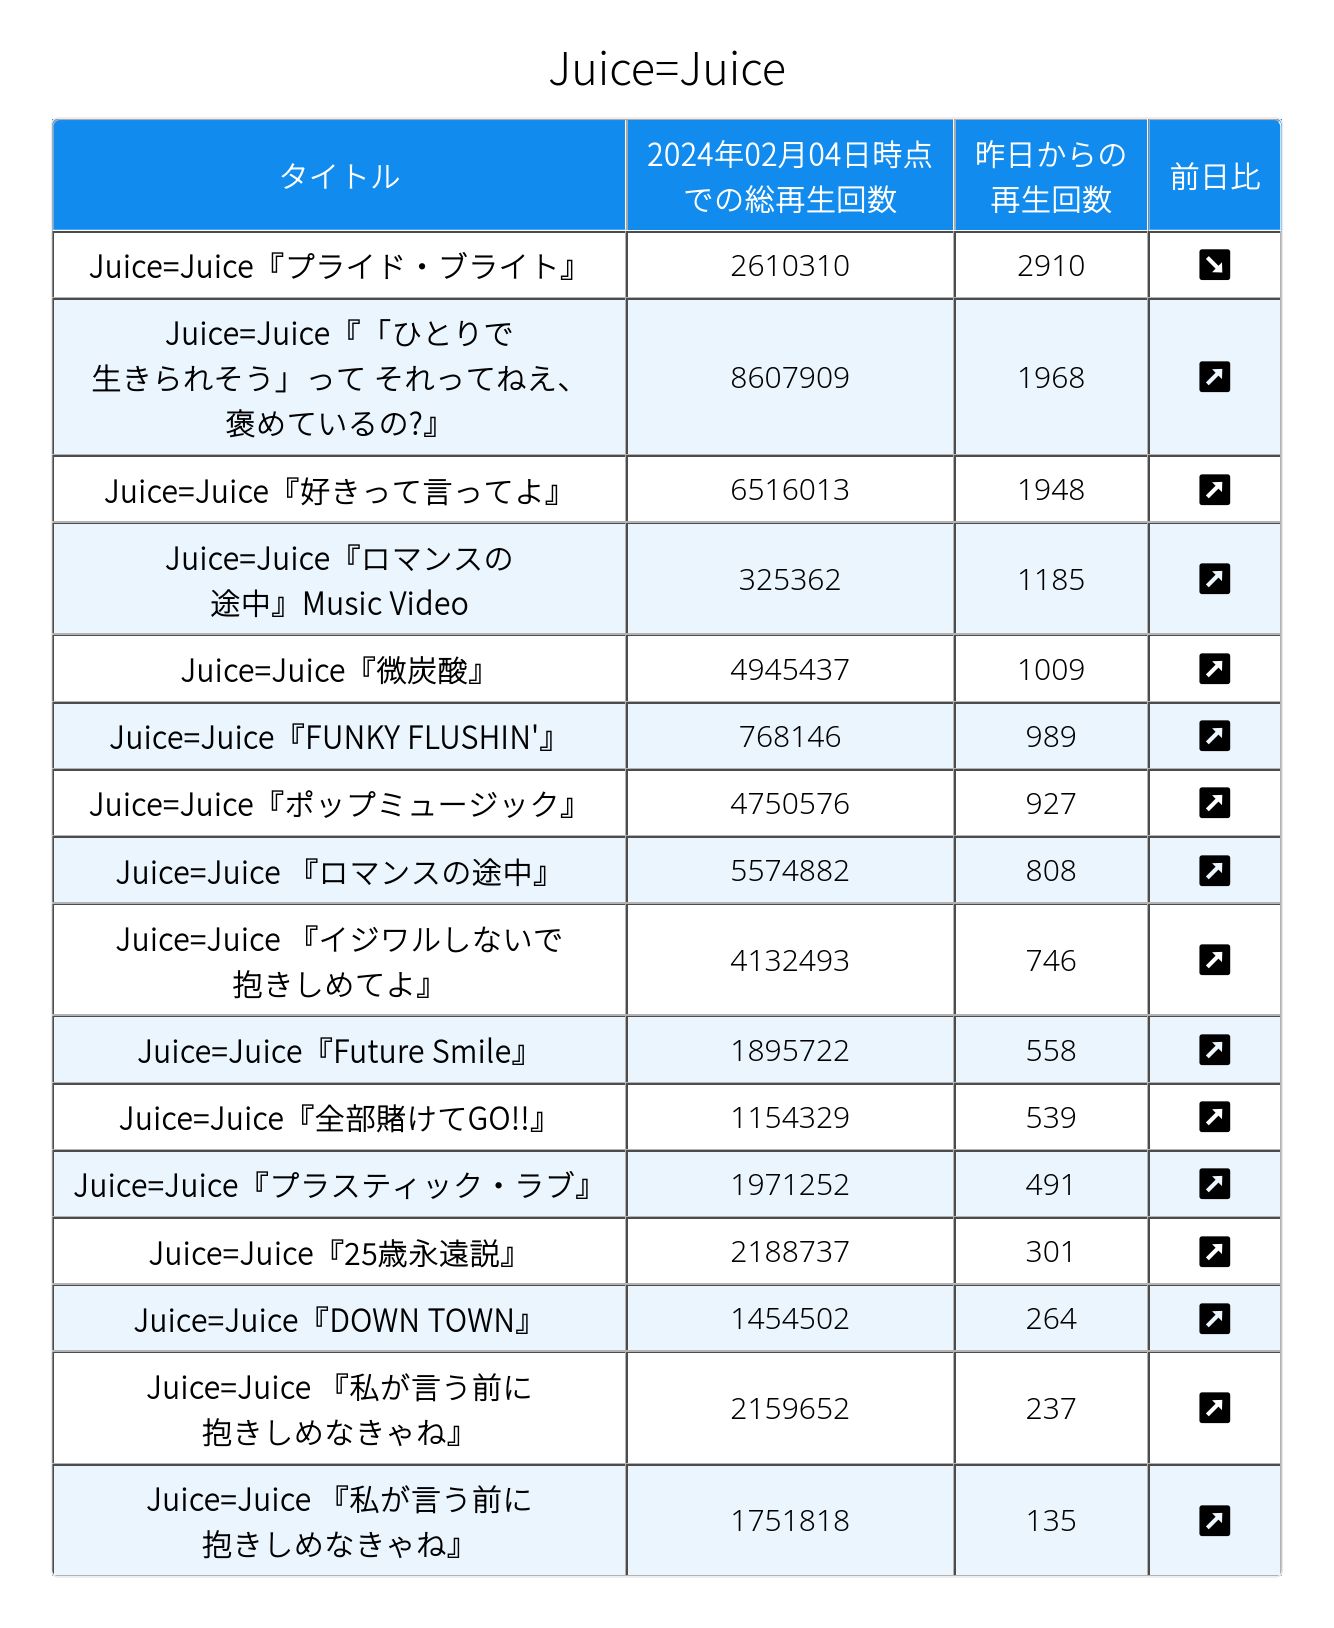 Juice=Juice
タイトル
2024年02月04日時点
での総再生回数
昨日からの
再生回数
前日比
Juice=Juice『プライド・ブライト』
2610310
2910
Juice=Juice『「ひとりで
生きられそう」って それってねえ、
褒めているの?』
8607909
1968
Juice=Juice『好きって言ってよ』
6516013
1948
Juice=Juice『ロマンスの
途中』Music Video
325362
1185
Juice=Juice『微炭酸』
4945437
1009
Juice=Juice『FUNKY FLUSHIN'』
768146
989
Juice=Juice『ポップミュージック』
4750576
927
Juice=Juice 『ロマンスの途中』
5574882
808
Juice=Juice 『イジワルしないで
抱きしめてよ』
4132493
746
Juice=Juice『Future Smile』
1895722
558
Juice=Juice『全部賭けてGO!!』
1154329
539
Juice=Juice『プラスティック・ラブ』
1971252
491
Juice=Juice『25歳永遠説』
2188737
301
Juice=Juice『DOWN TOWN』
1454502
264
Juice=Juice 『私が言う前に
抱きしめなきゃね』
2159652
237
Juice=Juice 『私が言う前に
抱きしめなきゃね』
1751818
135